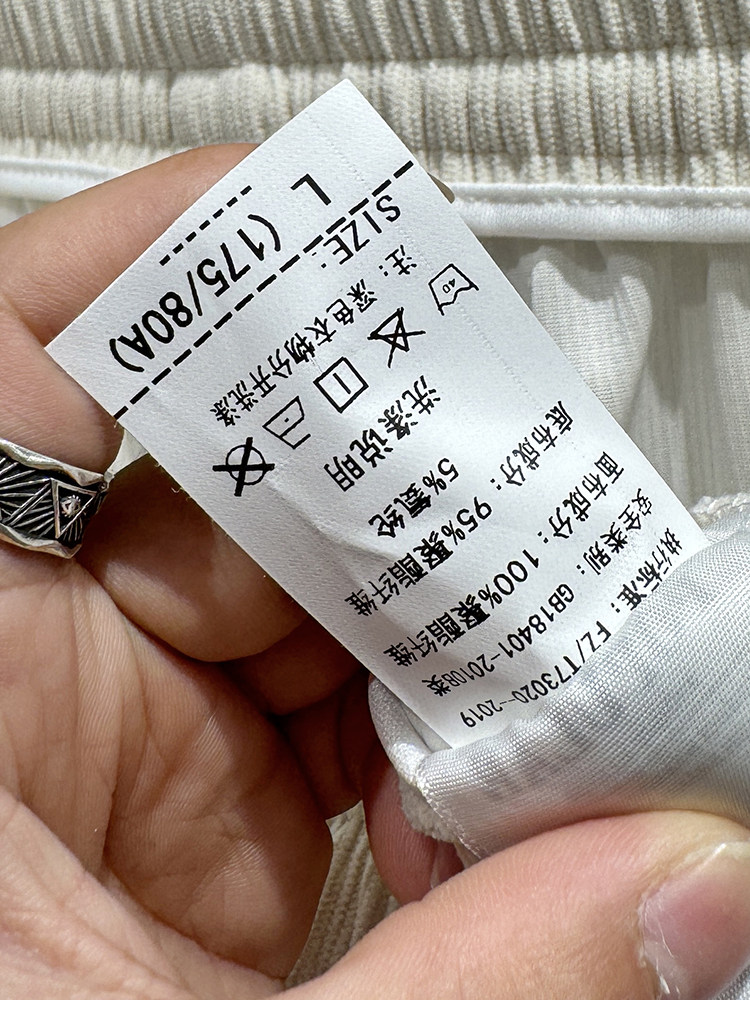 执行标准：FZ/T73020-2019
安全类别：GB18401-2010B类
面布成分：100%聚酯纤维
底布成分：95%聚酯纤维
5%氨纶
洗涤说明
40
注：深色衣物分开洗涤
SIZE:
L (175/80A)